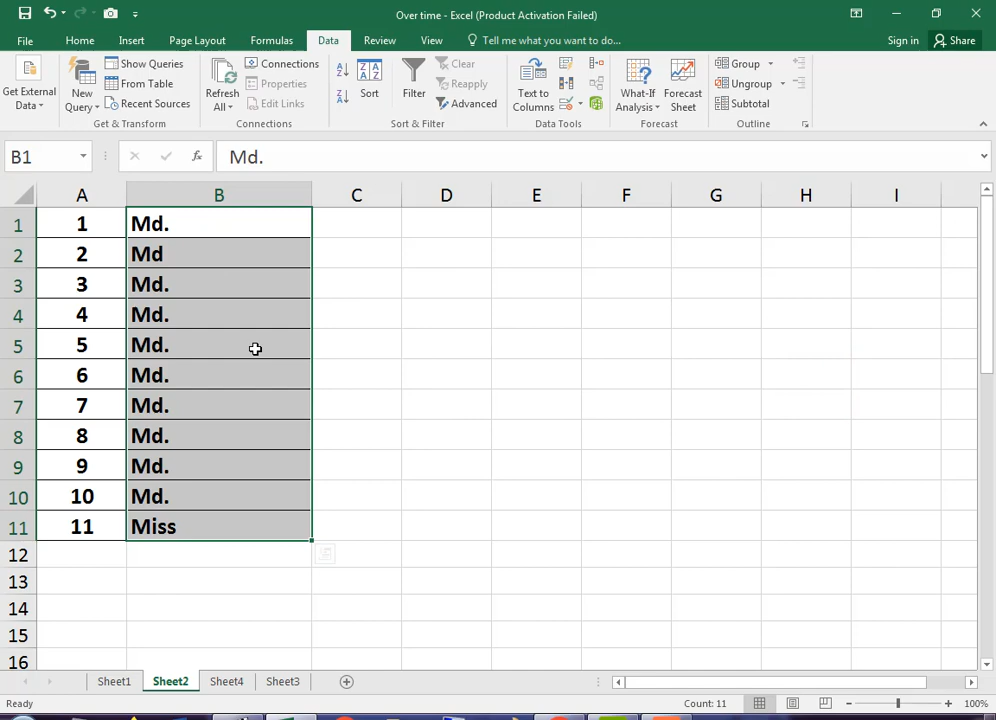 Over time - Excel (Product Activation Failed)
File Home Insert Page Layout Formulas Data Review View Tell me what you want to do... Sign in Share
Get External Data
New Query
Show Queries
From Table
Recent Sources
Get & Transform
Refresh All
Connections
Properties
Edit Links
Connections
Sort
Filter
Clear
Reapply
Advanced
Sort & Filter
Text to Columns
Data Tools
What-If Analysis
Forecast Sheet
Forecast
Group
Ungroup
Subtotal
Outline
B1 fx Md.
A B C D E F G H I
1 1 Md.
2 2 Md
3 3 Md.
4 4 Md.
5 5 Md.
6 6 Md.
7 7 Md.
8 8 Md.
9 9 Md.
10 10 Md.
11 11 Miss
12
13
14
15
16
Sheet1 Sheet2 Sheet4 Sheet3
Ready Count: 11 100%